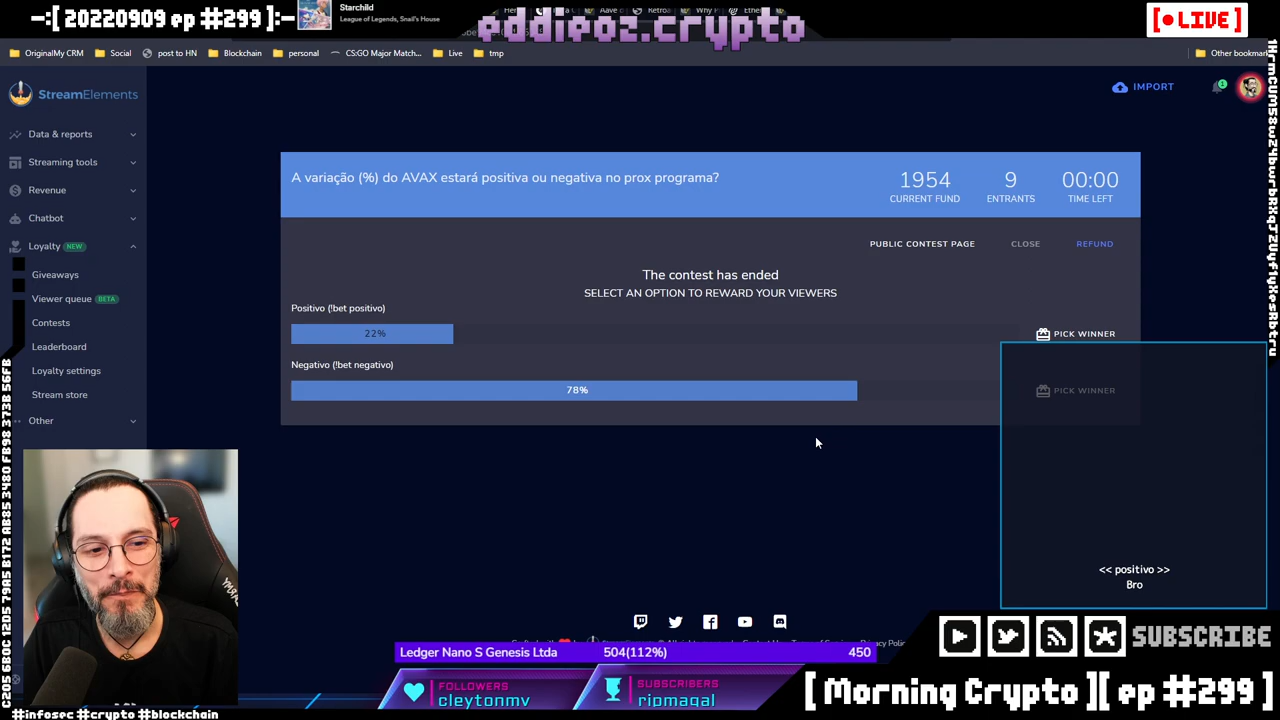 -:[ 20220909 ep #299 ]:-
Starchild
League of Legends, Snail's House
Aave
Retroa
Why P
Ethe
eddieoz.crypto
[•LIVE]
OriginalMy CRM
Social
post to HN
Blockchain
personal
CS:GO Major Match...
Live
tmp
Other bookmar
StreamElements
IMPORT
1
Data & reports
Streaming tools
Revenue
Chatbot
Loyalty NEW
Giveaways
Viewer queue BETA
Contests
Leaderboard
Loyalty settings
Stream store
Other
A variação (%) do AVAX estará positiva ou negativa no prox programa?
1954
CURRENT FUND
9
ENTRANTS
00:00
TIME LEFT
PUBLIC CONTEST PAGE
CLOSE
REFUND
The contest has ended
SELECT AN OPTION TO REWARD YOUR VIEWERS
Positivo (!bet positivo)
22%
PICK WINNER
Negativo (!bet negativo)
78%
PICK WINNER
<< positivo >>
Bro
SUBSCRIBE
Ledger Nano S Genesis Ltda
504(112%)
450
FOLLOWERS
cleytonmv
SUBSCRIBERS
ripmagal
[ Morning Crypto ][ ep #299 ]
#infosec #crypto #blockchain